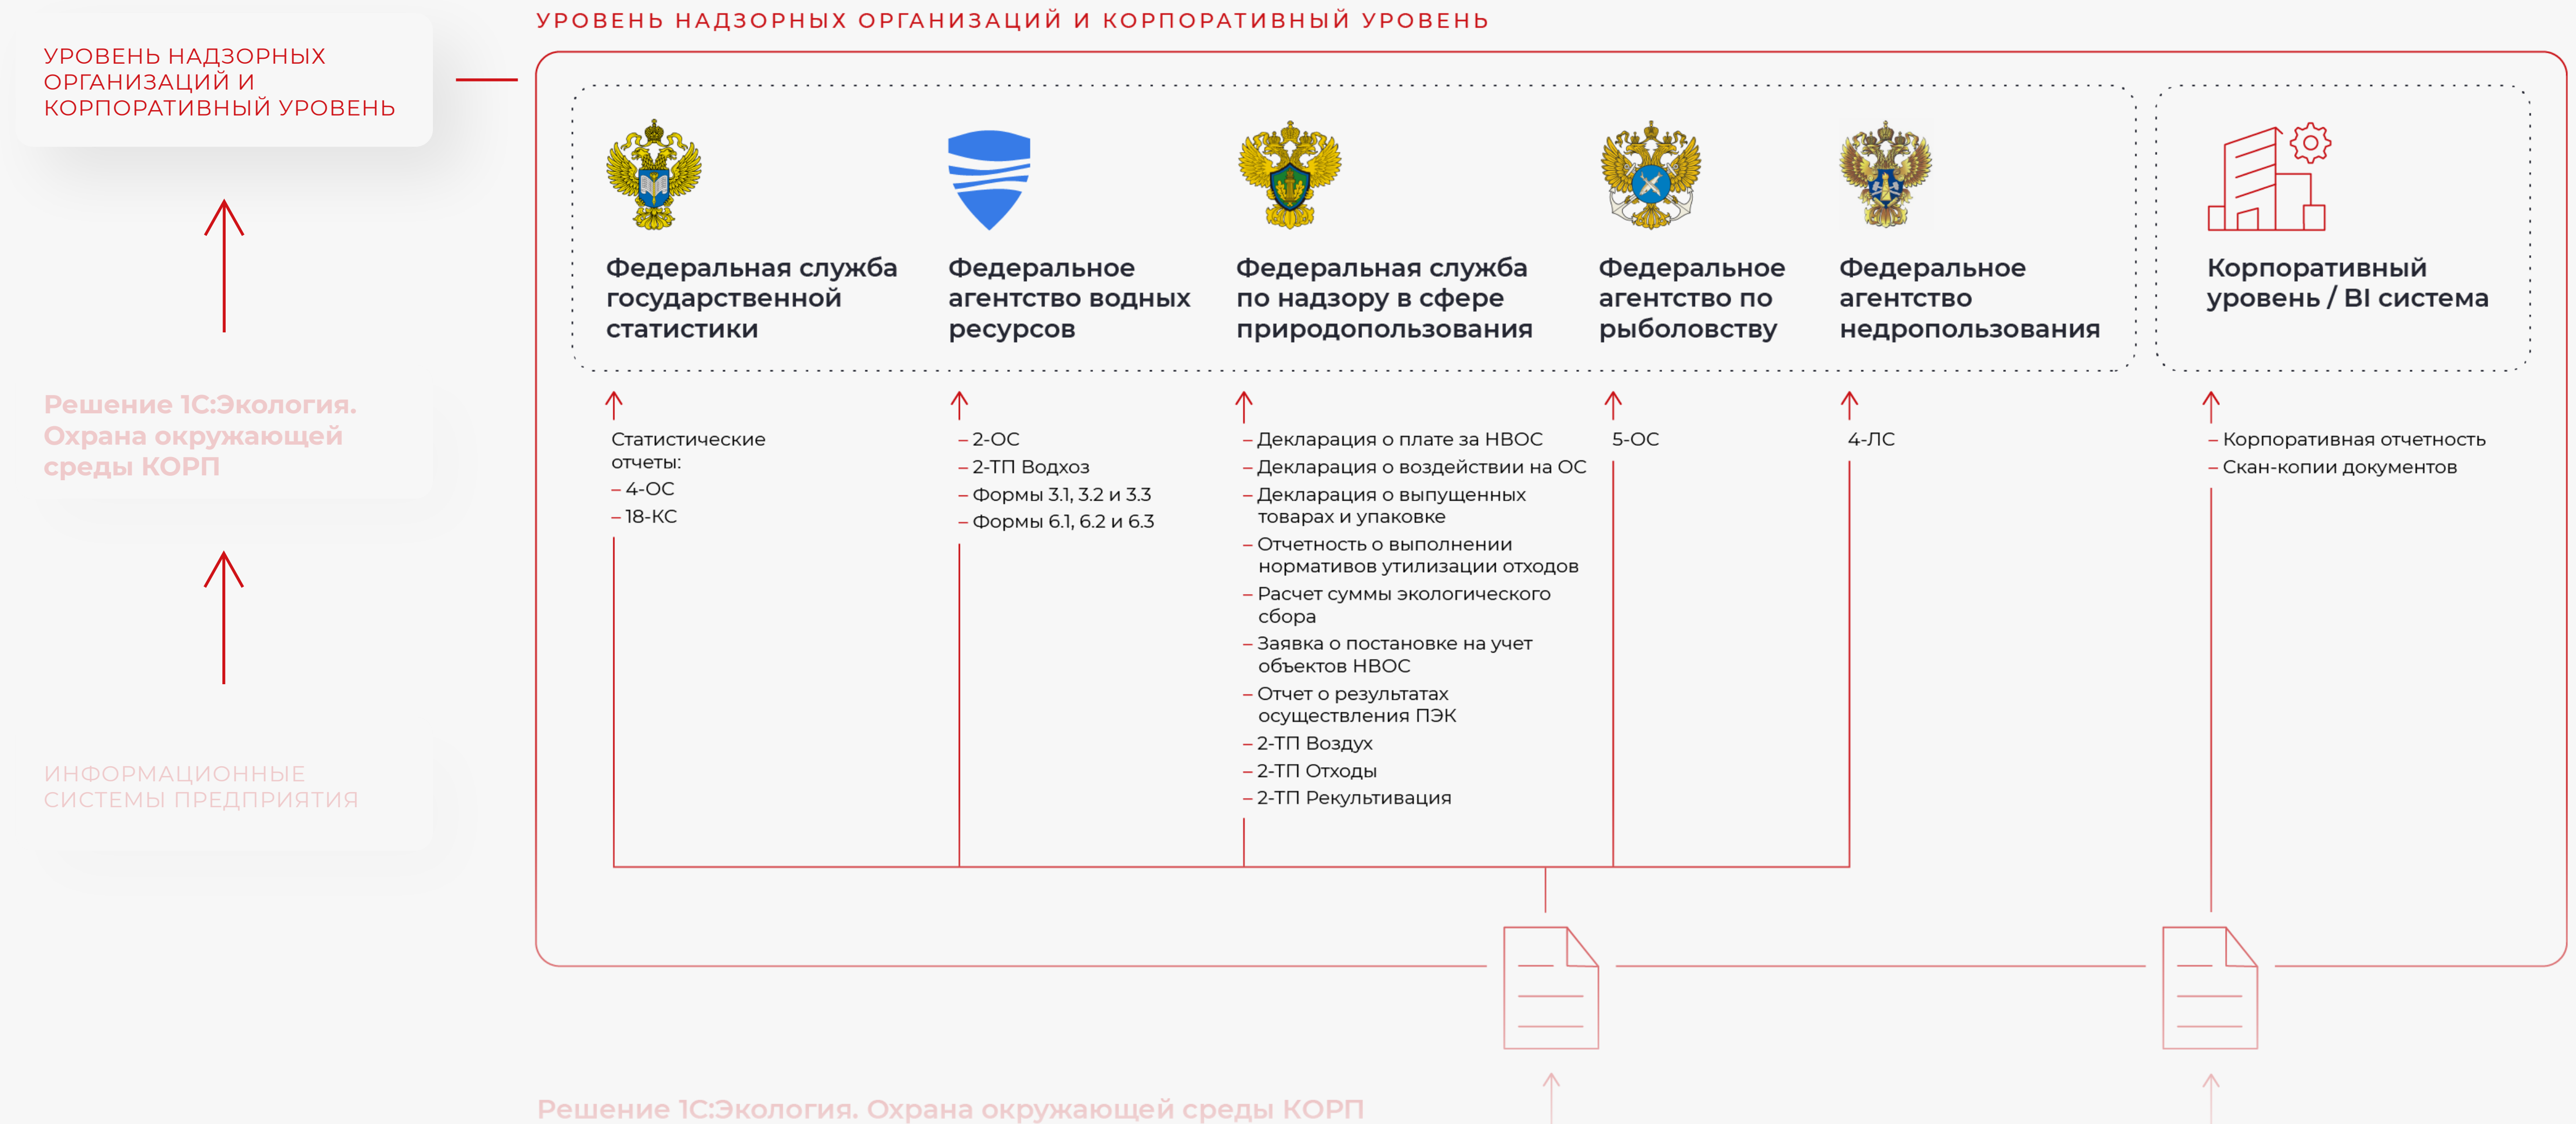 УРОВЕНЬ НАДЗОРНЫХ
ОРГАНИЗАЦИЙ И
КОРПОРАТИВНЫЙ УРОВЕНЬ
Решение 1С:Экология.
Охрана окружающей
среды КОРП
ИНФОРМАЦИОННЫЕ
СИСТЕМЫ ПРЕДПРИЯТИЯ
УРОВЕНЬ НАДЗОРНЫХ ОРГАНИЗАЦИЙ И КОРПОРАТИВНЫЙ УРОВЕНЬ
Федеральная служба
государственной
статистики
Федеральное
агентство водных
ресурсов
Федеральная служба
по надзору в сфере
природопользования
Федеральное
агентство по
рыболовству
Федеральное
агентство
недропользования
Корпоративный
уровень / BI система
Статистические
отчеты:
– 4-ОС
– 18-КС
– 2-ОС
– 2-ТП Водхоз
– Формы 3.1, 3.2 и 3.3
– Формы 6.1, 6.2 и 6.3
– Декларация о плате за НВОС
– Декларация о воздействии на ОС
– Декларация о выпущенных
товарах и упаковке
– Отчетность о выполнении
нормативов утилизации отходов
– Расчет суммы экологического
сбора
– Заявка о постановке на учет
объектов НВОС
– Отчет о результатах
осуществления ПЭК
– 2-ТП Воздух
– 2-ТП Отходы
– 2-ТП Рекультивация
5-ОС
4-ЛС
– Корпоративная отчетность
– Скан-копии документов
Решение 1С:Экология. Охрана окружающей среды КОРП